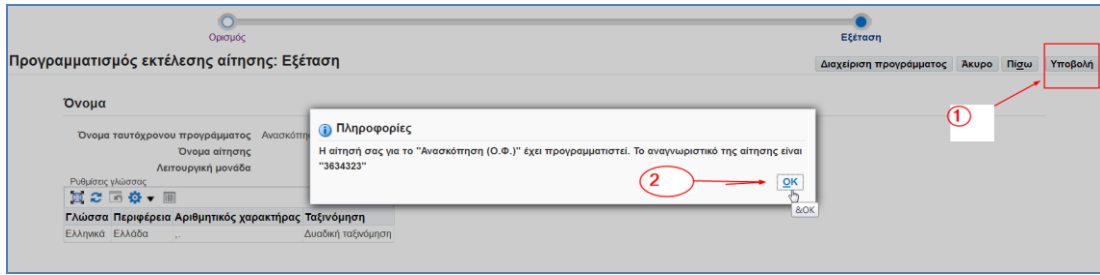 Ορισμός
Εξέταση
Προγραμματισμός εκτέλεσης αίτησης: Εξέταση
Διαχείριση προγράμματος Άκυρο Πίσω Υποβολή
1
Όνομα
Όνομα ταυτόχρονου προγράμματος Ανασκόπη
Όνομα αίτησης
Λειτουργική μονάδα
Πληροφορίες
Η αίτησή σας για το "Ανασκόπηση (Ο.Φ.)" έχει προγραμματιστεί. Το αναγνωριστικό της αίτησης είναι
"3634323"
2
OK
&OK
Ρυθμίσεις γλώσσας
Γλώσσα Περιφέρεια Αριθμητικός χαρακτήρας Ταξινόμηση
Ελληνικά Ελλάδα ,. Δυαδική ταξινόμηση